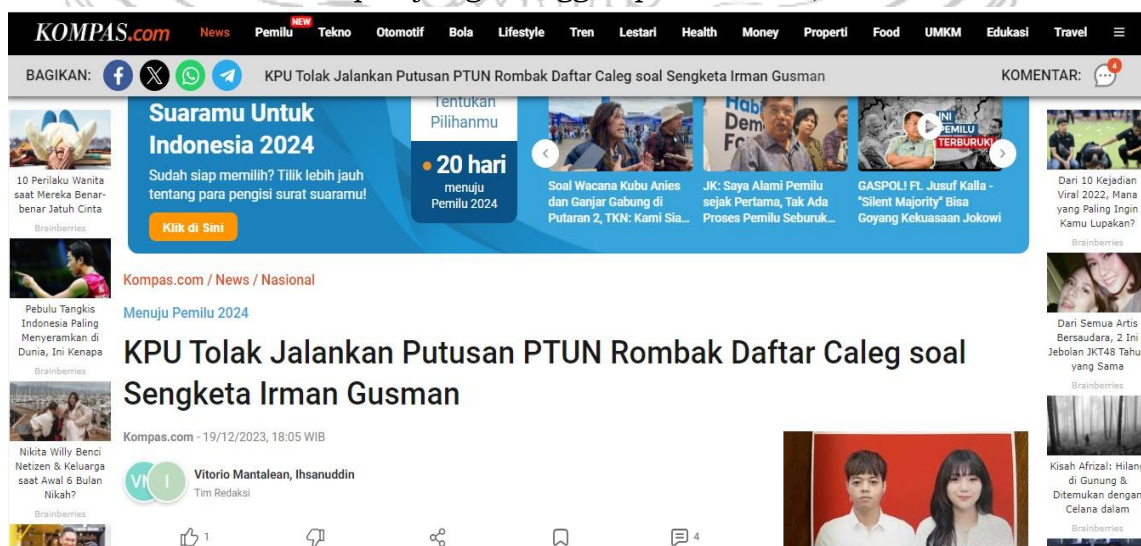 KOMPAS.com
News
Pemilu
NEW
Tekno
Otomotif
Bola
Lifestyle
Tren
Lestari
Health
Money
Properti
Food
UMKM
Edukasi
Travel
BAGIKAN:
KPU Tolak Jalankan Putusan PTUN Rombak Daftar Caleg soal Sengketa Irman Gusman
KOMENTAR:
4
10 Perilaku Wanita
saat Mereka Benar-
benar Jatuh Cinta
Brainberries
Pebulu Tangkis
Indonesia Paling
Menyeramkan di
Dunia, Ini Kenapa
Brainberries
Nikita Willy Benci
Netizen & Keluarga
saat Awal 6 Bulan
Nikah?
Brainberries
Suaramu Untuk
Indonesia 2024
Sudah siap memilih? Tilik lebih jauh
tentang para pengisi surat suaramu!
Klik di Sini
Tentukan
Pilihanmu
20 hari
menuju
Pemilu 2024
Soal Wacana Kubu Anies
dan Ganjar Gabung di
Putaran 2, TKN: Kami Sia...
JK: Saya Alami Pemilu
sejak Pertama, Tak Ada
Proses Pemilu Seburuk...
INI
PEMILU
TERBURUK
GASPOL! Ft. Jusuf Kalla -
"Silent Majority" Bisa
Goyang Kekuasaan Jokowi
Kompas.com / News / Nasional
Menuju Pemilu 2024
KPU Tolak Jalankan Putusan PTUN Rombak Daftar Caleg soal
Sengketa Irman Gusman
Kompas.com - 19/12/2023, 18:05 WIB
VM
I
Vitorio Mantalean, Ihsanuddin
Tim Redaksi
1
4
Dari 10 Kejadian
Viral 2022, Mana
yang Paling Ingin
Kamu Lupakan?
Brainberries
Dari Semua Artis
Bersaudara, 2 Ini
Jebolan JKT48 Tahu
yang Sama
Brainberries
Kisah Afrizal: Hilang
di Gunung &
Ditemukan dengan
Celana dalam
Brainberries